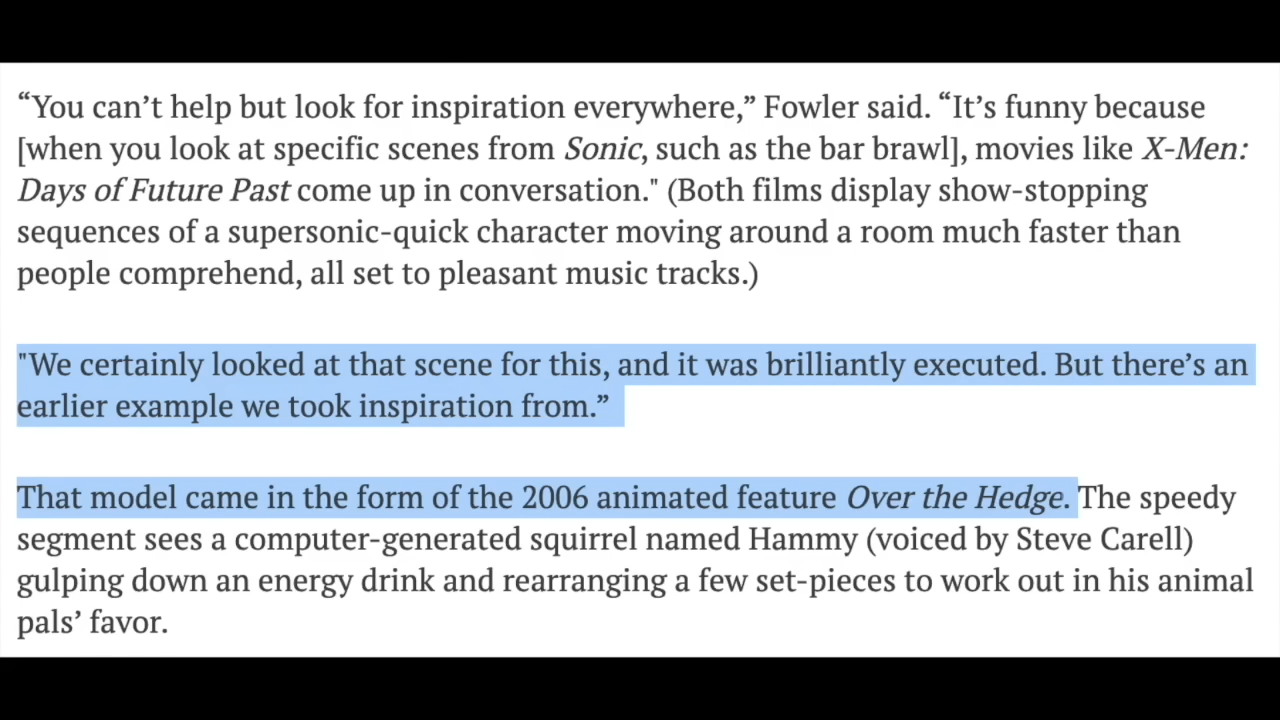 “You can’t help but look for inspiration everywhere,” Fowler said. “It’s funny because
[when you look at specific scenes from Sonic, such as the bar brawl], movies like X-Men:
Days of Future Past come up in conversation." (Both films display show-stopping
sequences of a supersonic-quick character moving around a room much faster than
people comprehend, all set to pleasant music tracks.)
"We certainly looked at that scene for this, and it was brilliantly executed. But there’s an
earlier example we took inspiration from.”
That model came in the form of the 2006 animated feature Over the Hedge. The speedy
segment sees a computer-generated squirrel named Hammy (voiced by Steve Carell)
gulping down an energy drink and rearranging a few set-pieces to work out in his animal
pals’ favor.